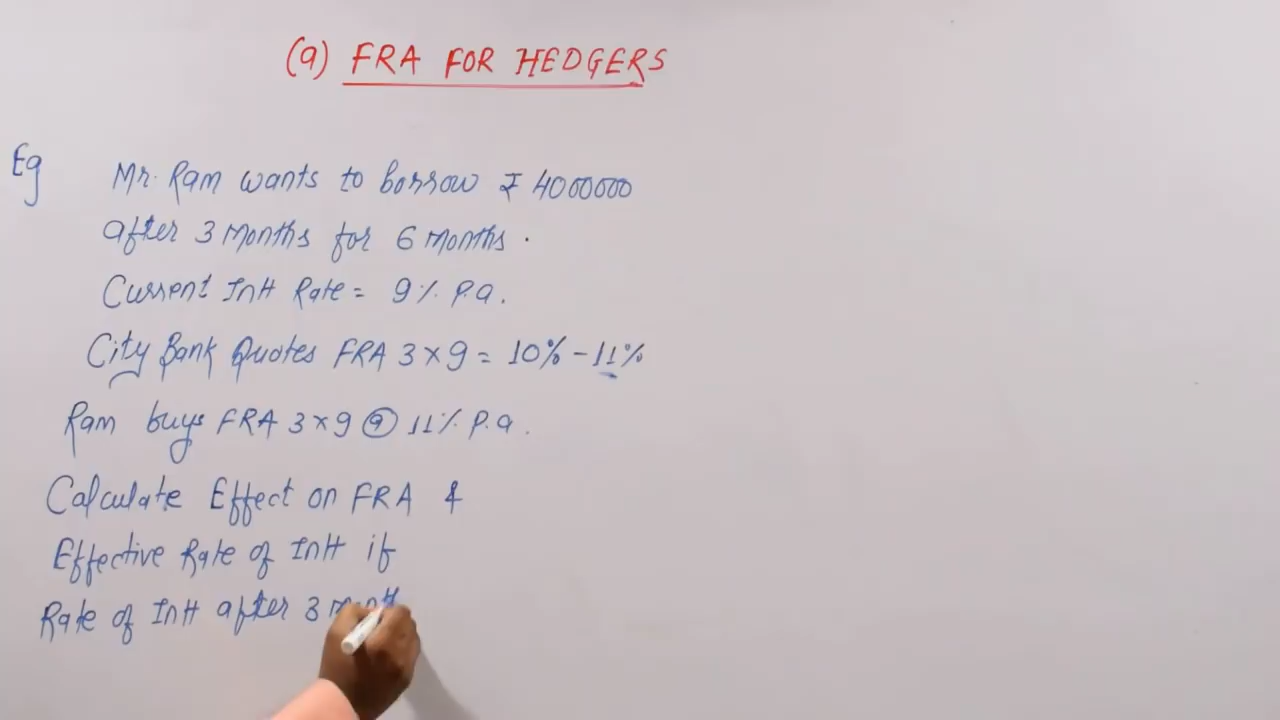 (a) FRA FOR HEDGERS
Eg Mr. Ram wants to borrow ₹ 4000000
after 3 months for 6 months.
Current Intt Rate = 9% P.a.
City Bank Quotes FRA 3×9 = 10% - 11%
Ram buys FRA 3×9 @ 11% P.a.
Calculate Effect on FRA &
Effective Rate of Intt if
Rate of Intt after 3